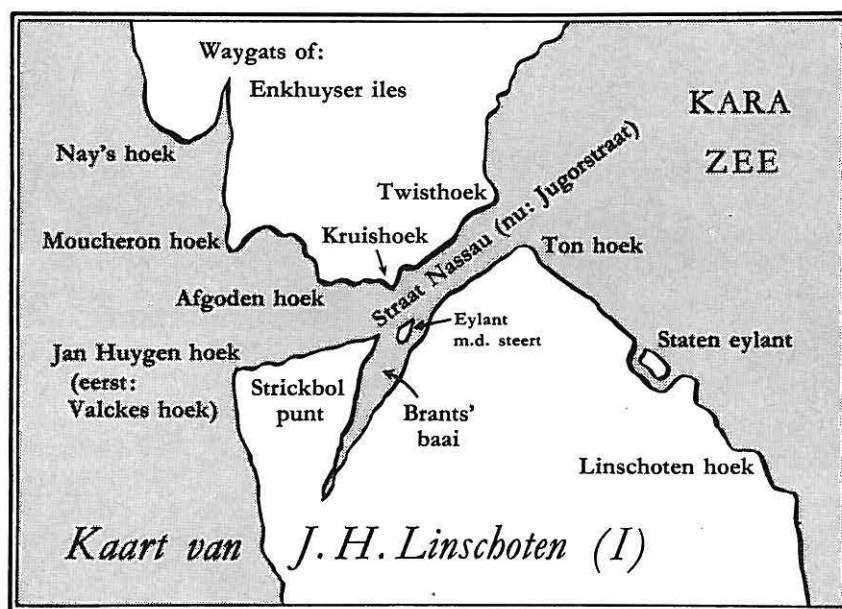 Waygats of:
Enkhuyser iles
KARA
ZEE
Nay's hoek
Twisthoek
Moucheron hoek
Kruishoek
Straat Nassau (nu: Jugorstraat)
Ton hoek
Afgoden hoek
Eylant
m.d. steert
Jan Huygen hoek
(eerst:
Valckes hoek)
Staten eylant
Strickbol
punt
Brants'
baai
Linschoten hoek
Kaart van J. H. Linschoten (I)